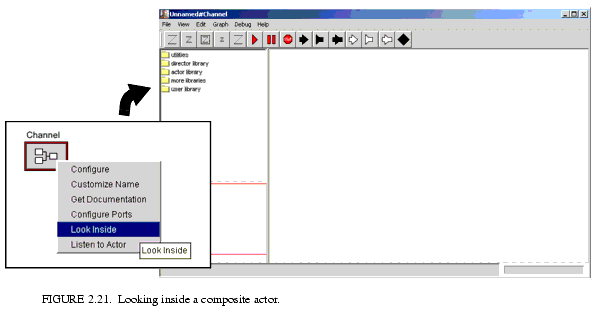 Unnamed#Channel
File View Edit Graph Debug Help
utilities
director library
actor library
more libraries
user library
Channel
Configure
Customize Name
Get Documentation
Configure Ports
Look Inside
Listen to Actor
Look Inside
FIGURE 2.21. Looking inside a composite actor.